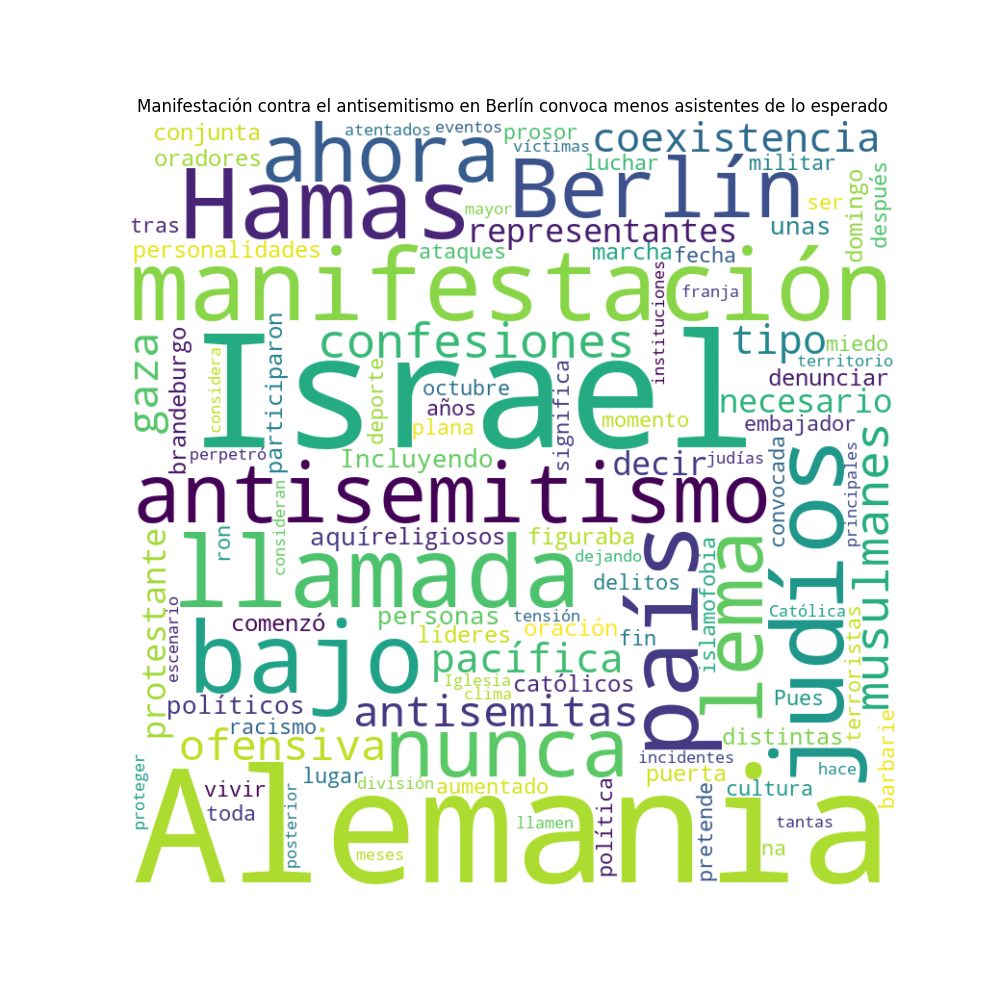 Manifestación contra el antisemitismo en Berlín convoca menos asistentes de lo esperado
conjunta
oradores
ahora
atentados
eventos
prosor
víctimas
coexistencia
luchar
militar
Hamas
Berlín
ser
domingo
después
tras
mayor
representantes
unas
personalidades
ataques
marcha
fecha
manifestación
instituciones
franja
gaza
brandeburgo
considera
participaron
confesiones
tipo
miedo
territorio
Israel
deporte
octubre
años
plana
significa
momento
denunciar
necesario
embajador
perpetró
Incluyendo
decir
judías
convocada
principales
antisemitismo
judíos
musulmanes
consideran
ron
aquí
religiosos
figuraba
dejando
país
lema
islamofobia
llamada
delitos
Católica
protestante
escenario
comenzó
personas
tensión
líderes
oración
fin
bajo
pacífica
Iglesia
clima
católicos
Pues
terroristas
políticos
racismo
antisemitas
distintas
barbarie
ofensiva
nunca
incidentes
puerta
hace
proteger
vivir
toda
lugar
división
aumentado
cultura
posterior
política
pretende
llamen
tantas
na
meses
Alemania